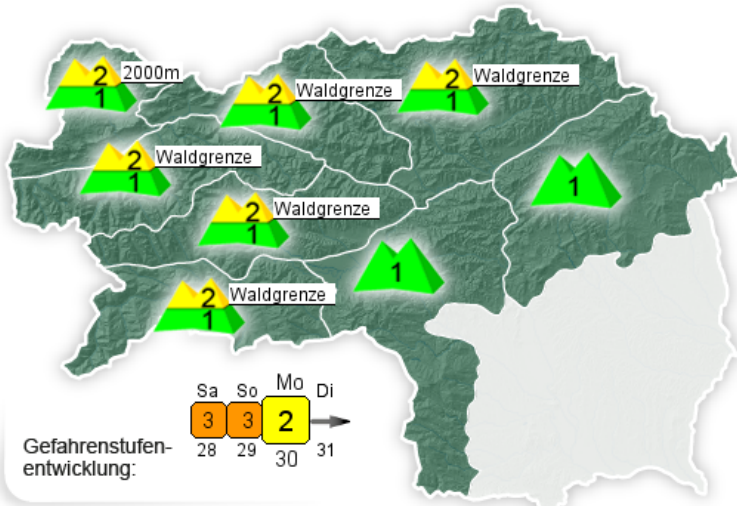 2 2000m
1
2 Waldgrenze
1
2 Waldgrenze
1
2 Waldgrenze
1
1
2 Waldgrenze
1
1
2 Waldgrenze
1
Sa So Mo Di
3 3 2
28 29 30 31
Gefahrenstufen-
entwicklung: